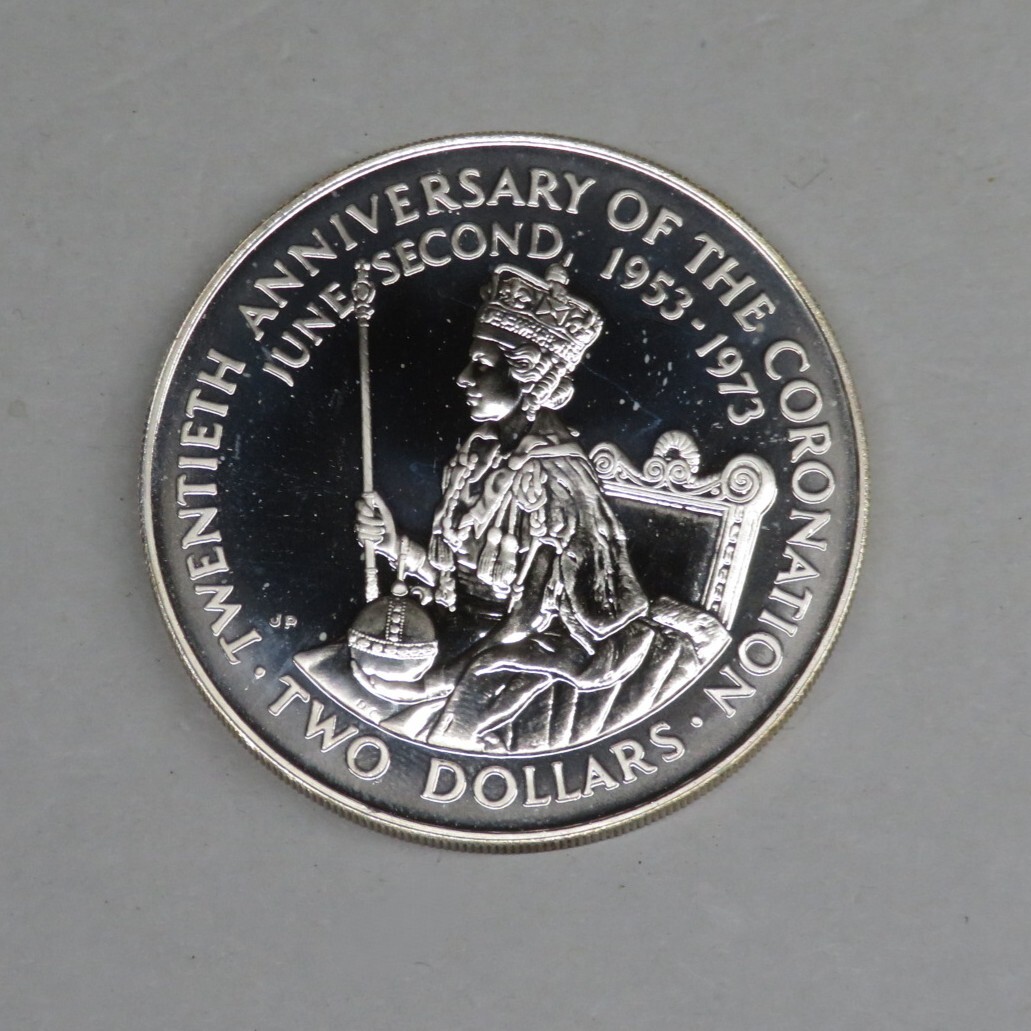 TWENTIETH ANNIVERSARY OF THE CORONATION
JUNE SECOND, 1953 · 1973
JP
· TWO DOLLARS ·